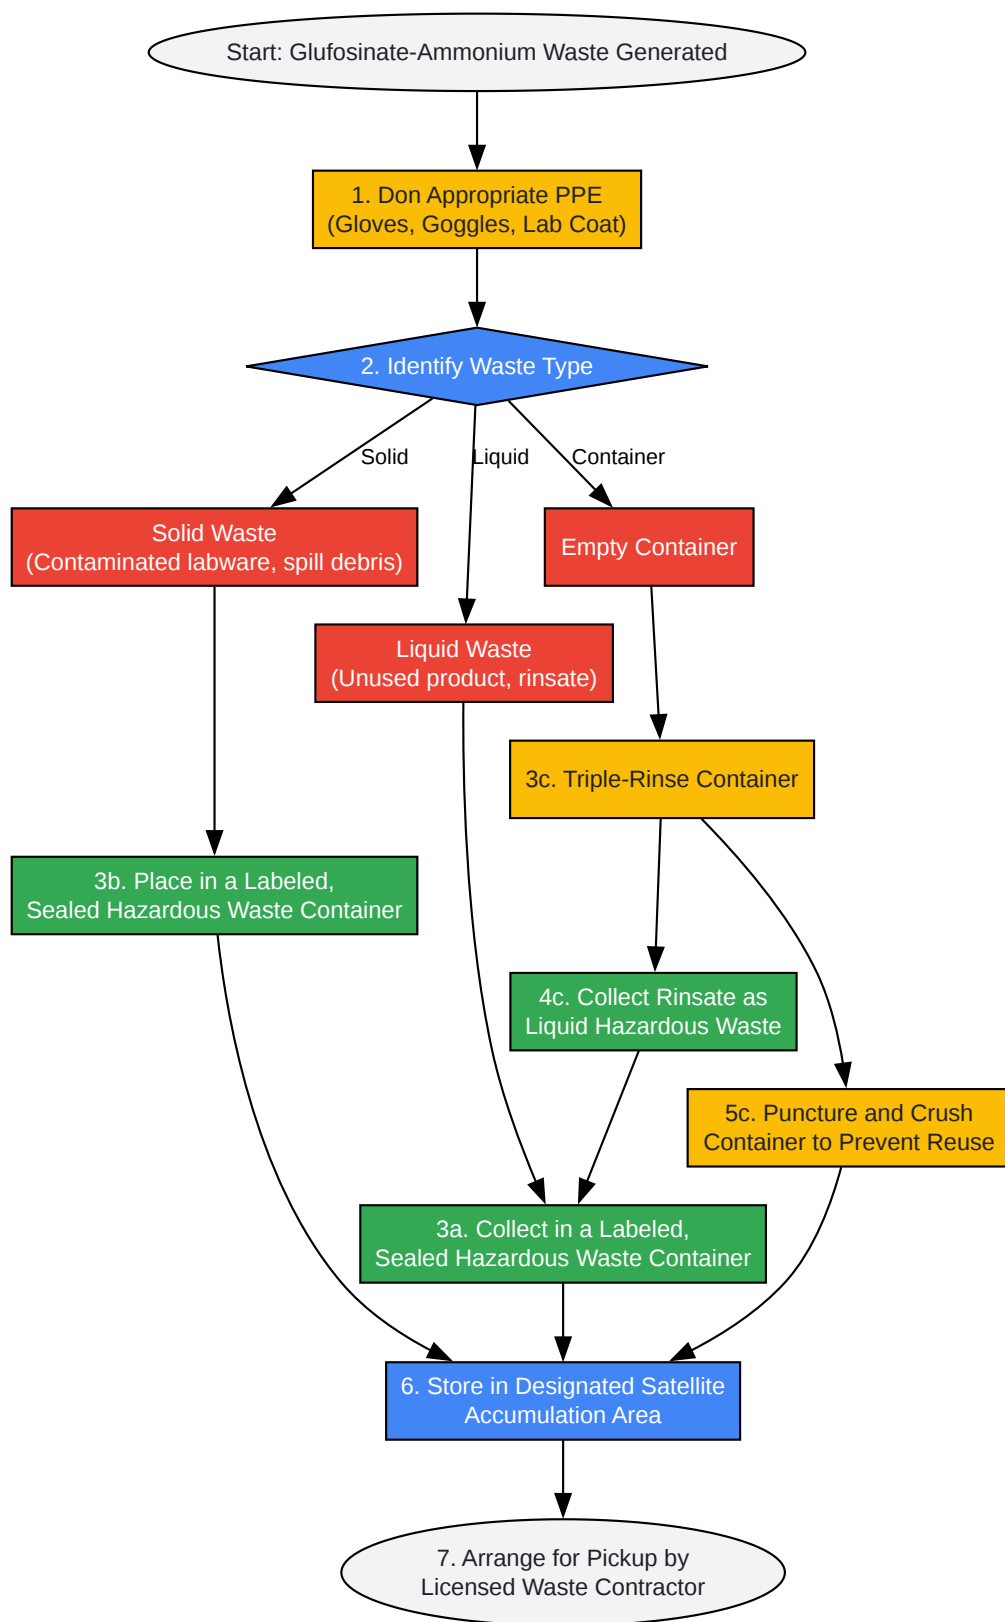 Start: Glufosinate-Ammonium Waste Generated
1. Don Appropriate PPE
(Gloves, Goggles, Lab Coat)
2. Identify Waste Type
Solid
Liquid
Container
Solid Waste
(Contaminated labware, spill debris)
Empty Container
Liquid Waste
(Unused product, rinsate)
3c. Triple-Rinse Container
3b. Place in a Labeled,
Sealed Hazardous Waste Container
4c. Collect Rinsate as
Liquid Hazardous Waste
5c. Puncture and Crush
Container to Prevent Reuse
3a. Collect in a Labeled,
Sealed Hazardous Waste Container
6. Store in Designated Satellite
Accumulation Area
7. Arrange for Pickup by
Licensed Waste Contractor